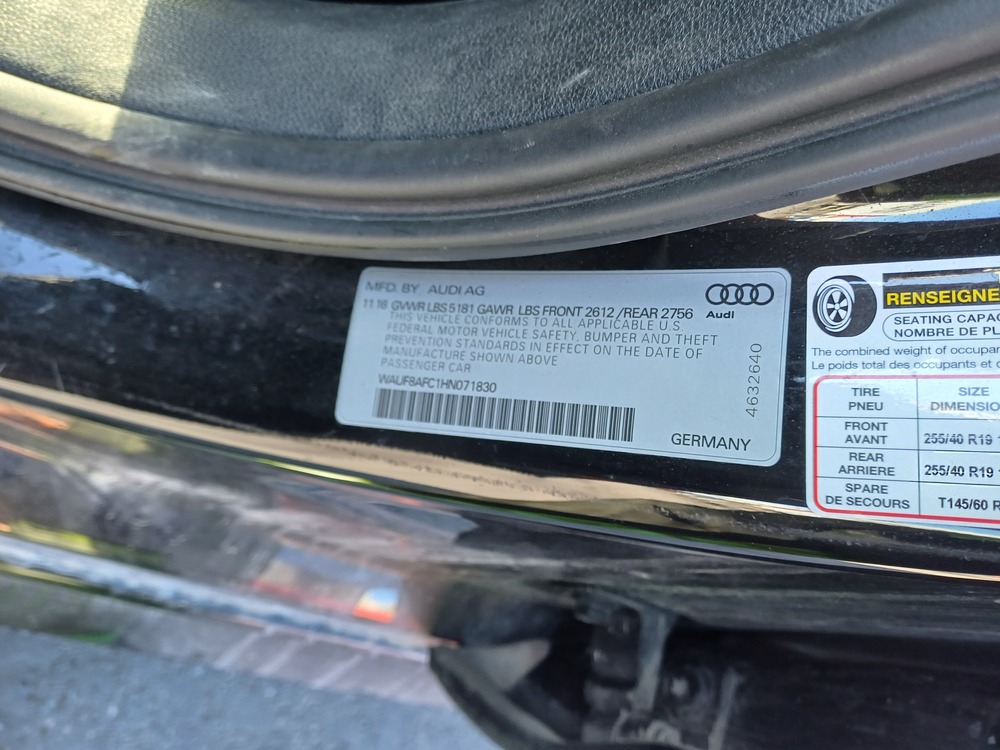 MFD. BY AUDI AG
11 16 GVWR LBS 5181 GAWR LBS FRONT 2612 / REAR 2756
THIS VEHICLE CONFORMS TO ALL APPLICABLE U.S.
FEDERAL MOTOR VEHICLE SAFETY, BUMPER AND THEFT
PREVENTION STANDARDS IN EFFECT ON THE DATE OF
MANUFACTURE SHOWN ABOVE
PASSENGER CAR
WAUF8AFC1HN071830
GERMANY
Audi
4632640
RENSEIGNE
SEATING CAPAC
NOMBRE DE PL
The combined weight of occupan
Le poids total des occupants et
TIRE SIZE
PNEU DIMENSIO
FRONT
AVANT 255/40 R19
REAR
ARRIERE 255/40 R19
SPARE
DE SECOURS T145/60 R